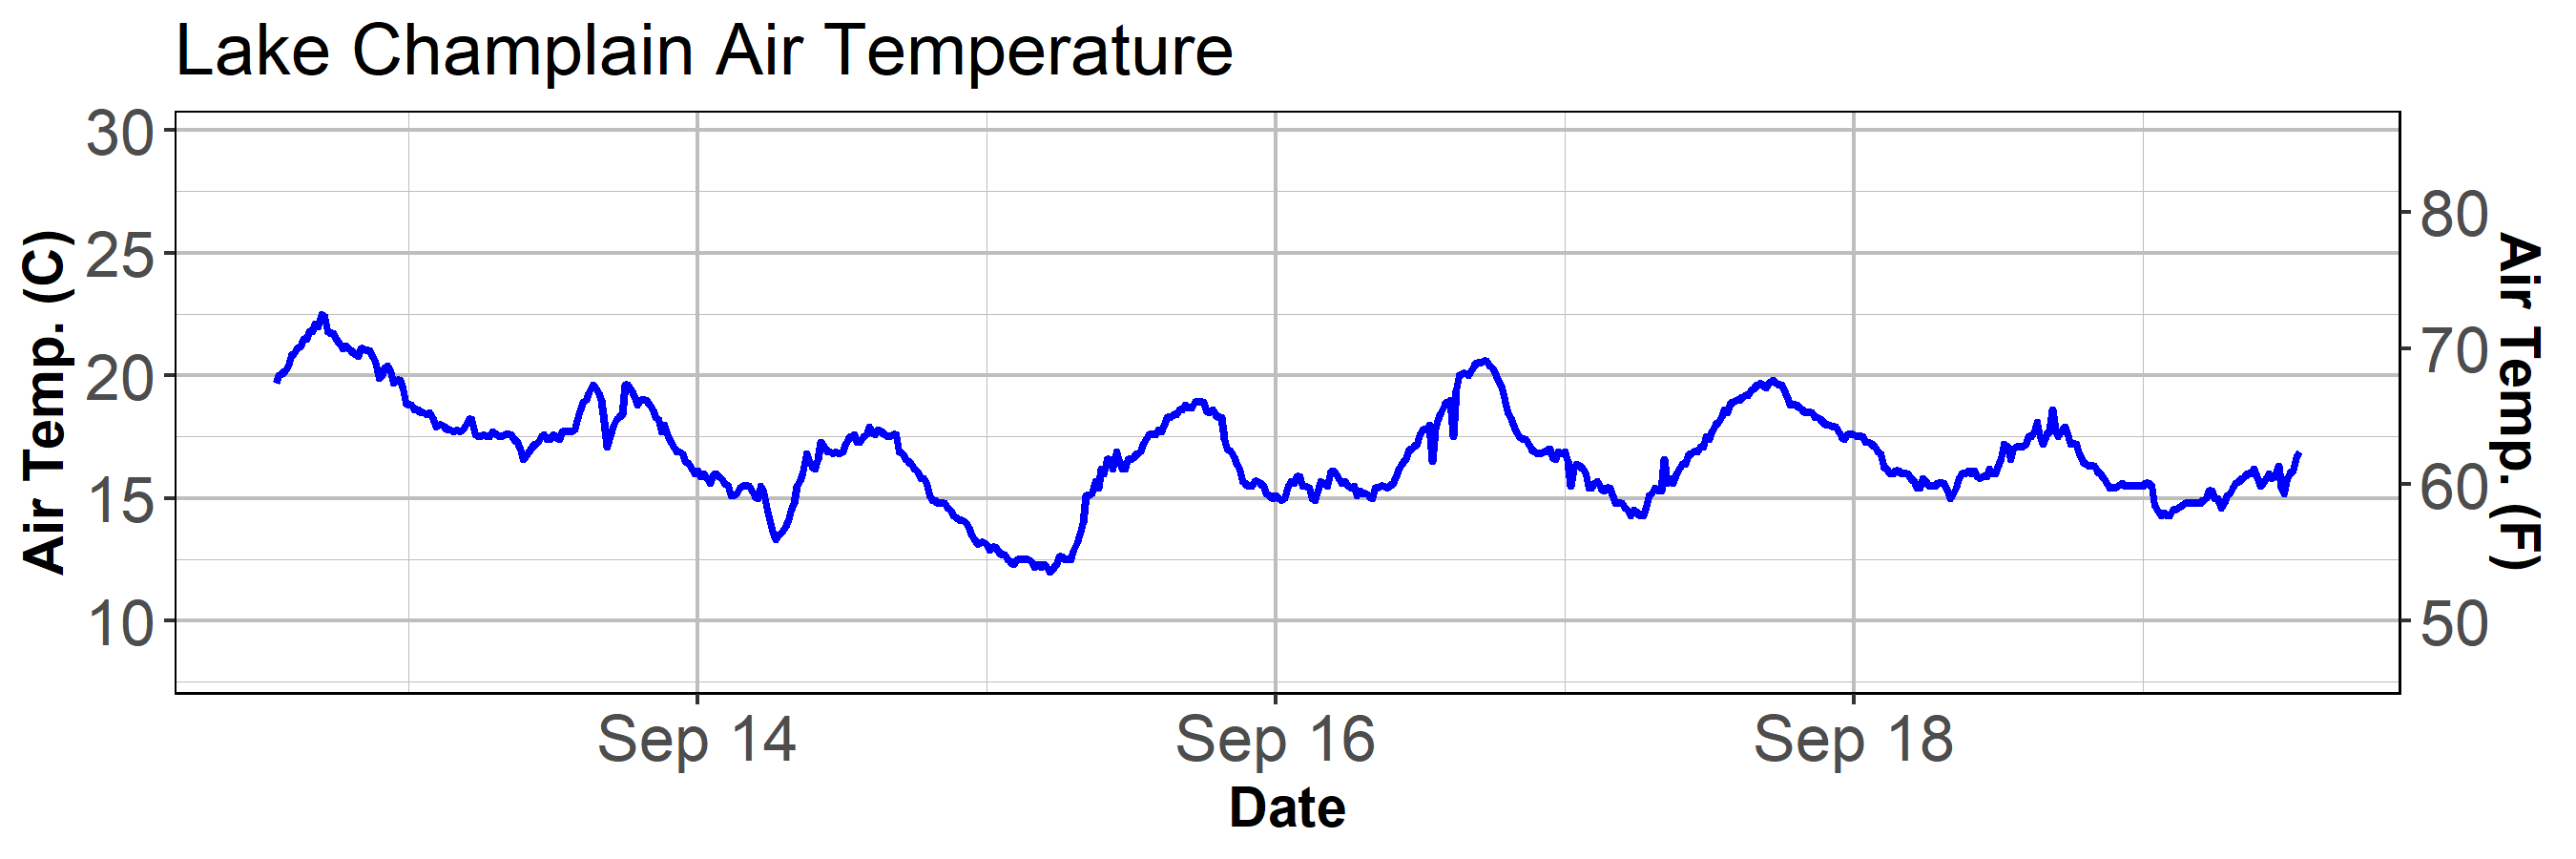 Lake Champlain Air Temperature
30
25
20
15
10
Air Temp. (C)
80
70
60
50
Air Temp. (F)
Sep 14
Sep 16
Sep 18
Date